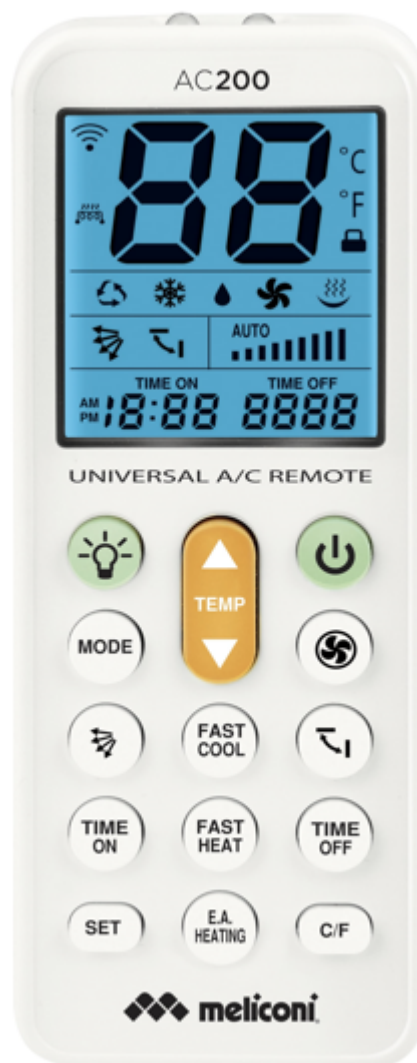 AC200
88 °C
°F
AUTO
TIME ON TIME OFF
AM
PM 18:88 8888
UNIVERSAL A/C REMOTE
TEMP
MODE
FAST
COOL
TIME
ON
FAST
HEAT
TIME
OFF
SET
E.A.
HEATING
C/F
meliconi